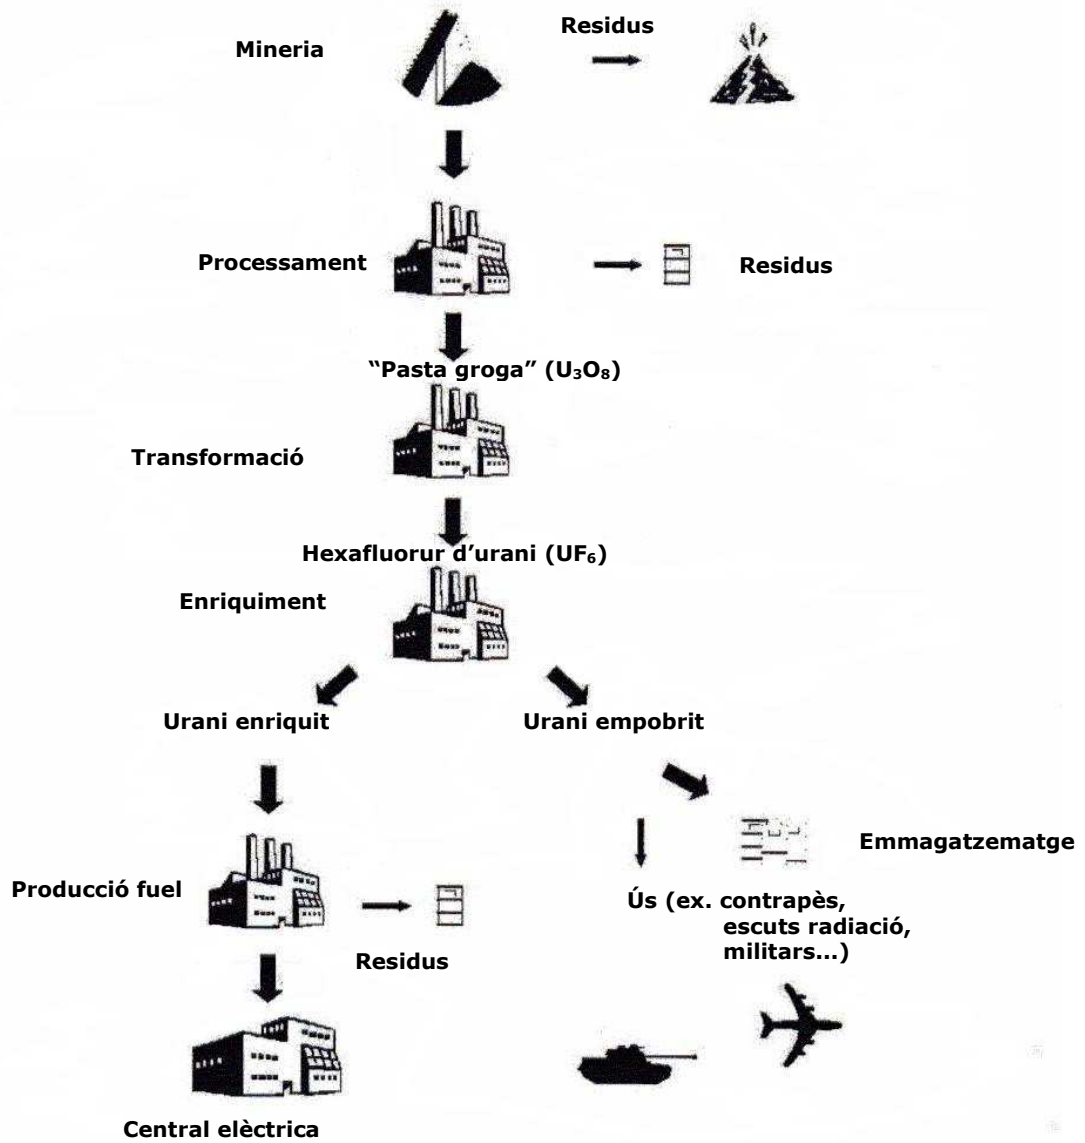 Mineria
Residus
Processament
Residus
“Pasta groga” (U₃O₈)
Transformació
Hexafluorur d’urani (UF₆)
Enriquiment
Urani enriquit
Urani empobrit
Emmagatzematge
Producció fuel
Residus
Ús (ex. contrapès,
escuts radiació,
militars...)
Central elèctrica